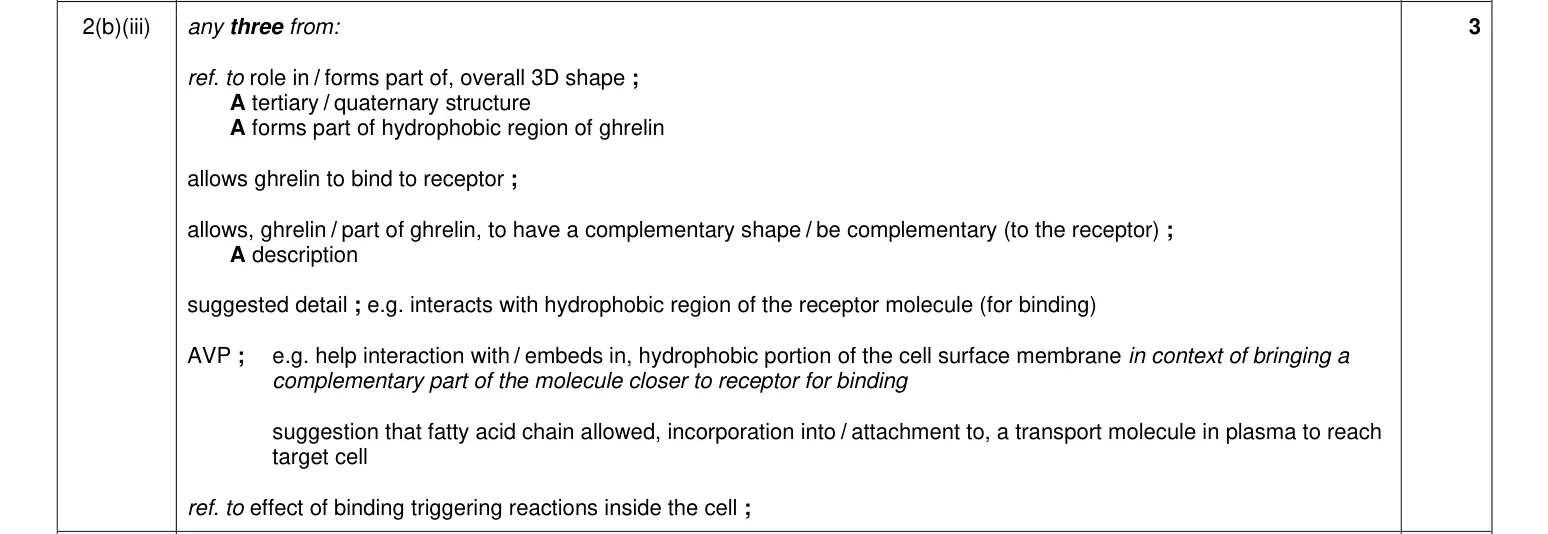 2(b)(iii) any three from: 3
ref. to role in / forms part of, overall 3D shape ;
A tertiary / quaternary structure
A forms part of hydrophobic region of ghrelin
allows ghrelin to bind to receptor ;
allows, ghrelin / part of ghrelin, to have a complementary shape / be complementary (to the receptor) ;
A description
suggested detail ; e.g. interacts with hydrophobic region of the receptor molecule (for binding)
AVP ; e.g. help interaction with / embeds in, hydrophobic portion of the cell surface membrane in context of bringing a
complementary part of the molecule closer to receptor for binding
suggestion that fatty acid chain allowed, incorporation into / attachment to, a transport molecule in plasma to reach
target cell
ref. to effect of binding triggering reactions inside the cell ;